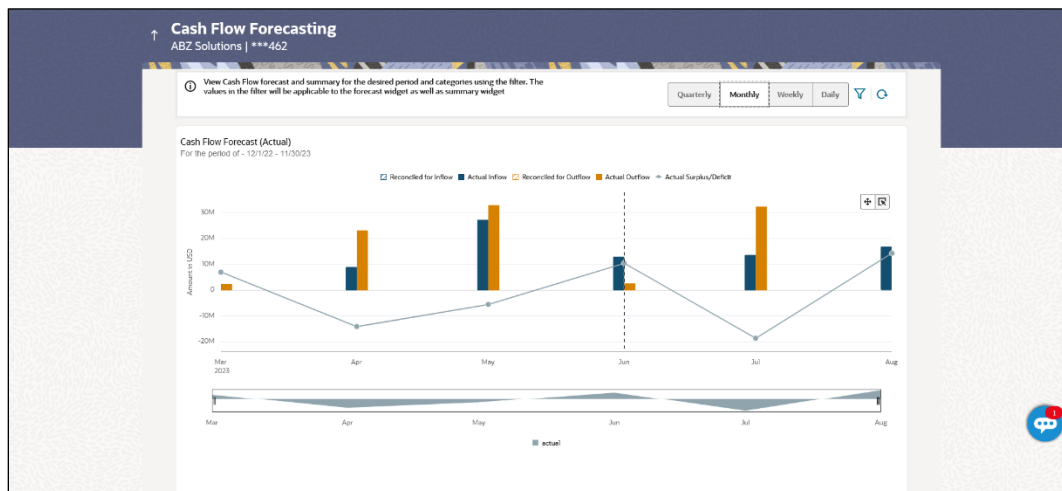 Cash Flow Forecasting
ABZ Solutions | ***462
View Cash Flow forecast and summary for the desired period and categories using the filter. The
values in the filter will be applicable to the forecast widget as well as summary widget
Quarterly Monthly Weekly Daily
Cash Flow Forecast (Actual)
For the period of - 12/1/22 - 11/30/23
Reconciled for Inflow Actual Inflow Reconciled for Outflow Actual Outflow Actual Surplus/Deficit
Amount in USD
30M
20M
10M
0
-10M
-20M
Mar Apr May Jun Jul Aug
2023
Mar Apr May Jun Jul Aug
actual
1